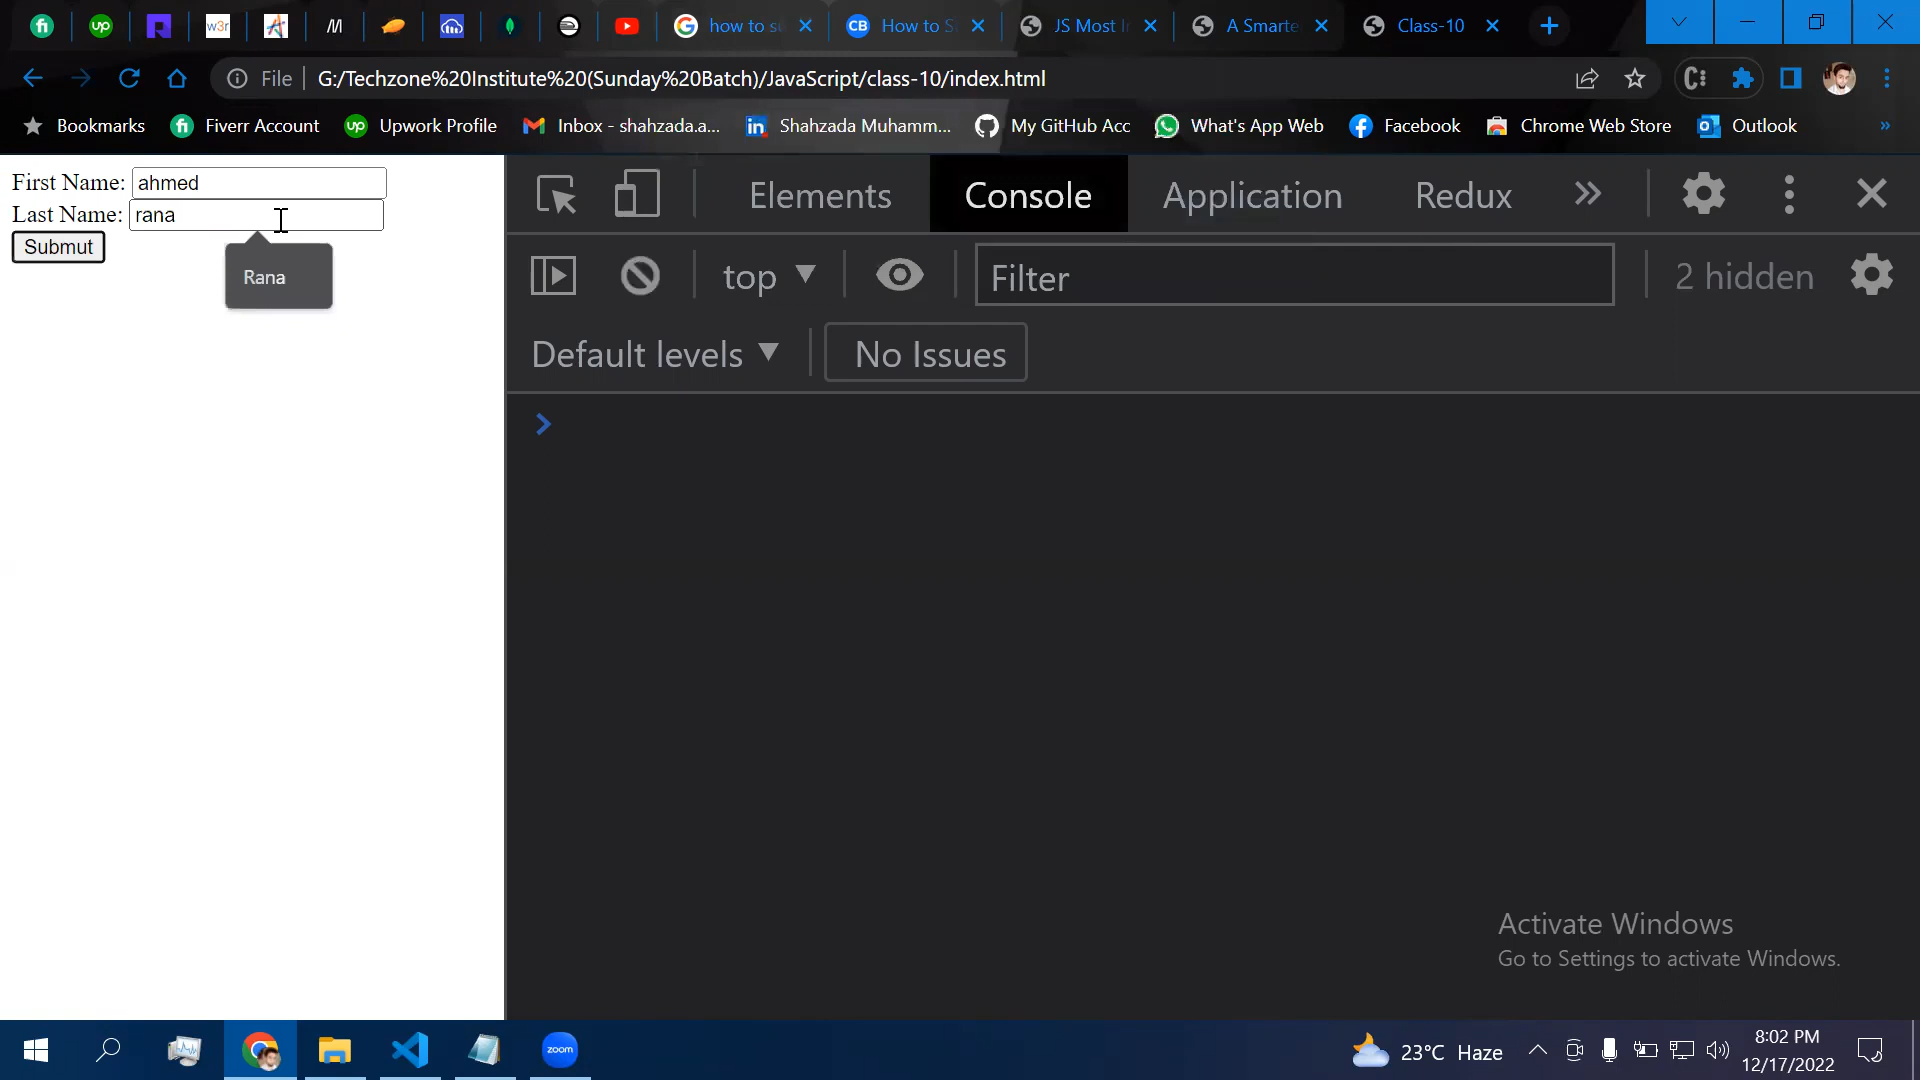 how to su
How to S
JS Most I
A Smarte
Class-10
File
G:/Techzone%20Institute%20(Sunday%20Batch)/JavaScript/class-10/index.html
Bookmarks
Fiverr Account
Upwork Profile
Inbox - shahzada.a...
Shahzada Muhamm...
My GitHub Acc
What's App Web
Facebook
Chrome Web Store
Outlook
»
First Name: ahmed
Last Name: rana
Submut
Rana
Elements
Console
Application
Redux
top
Filter
2 hidden
Default levels
No Issues
Activate Windows
Go to Settings to activate Windows.
zoom
23°C Haze
8:02 PM
12/17/2022